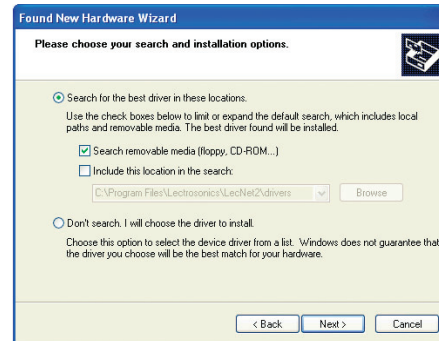 Found New Hardware Wizard
Please choose your search and installation options.
Search for the best driver in these locations.
Use the check boxes below to limit or expand the default search, which includes local
paths and removable media. The best driver found will be installed.
Search removable media (floppy, CD-ROM...)
Include this location in the search:
C:\Program Files\Lectrosonics\LecNet2\drivers
Browse
Don't search. I will choose the driver to install.
Choose this option to select the device driver from a list. Windows does not guarantee that
the driver you choose will be the best match for your hardware.
< Back
Next >
Cancel